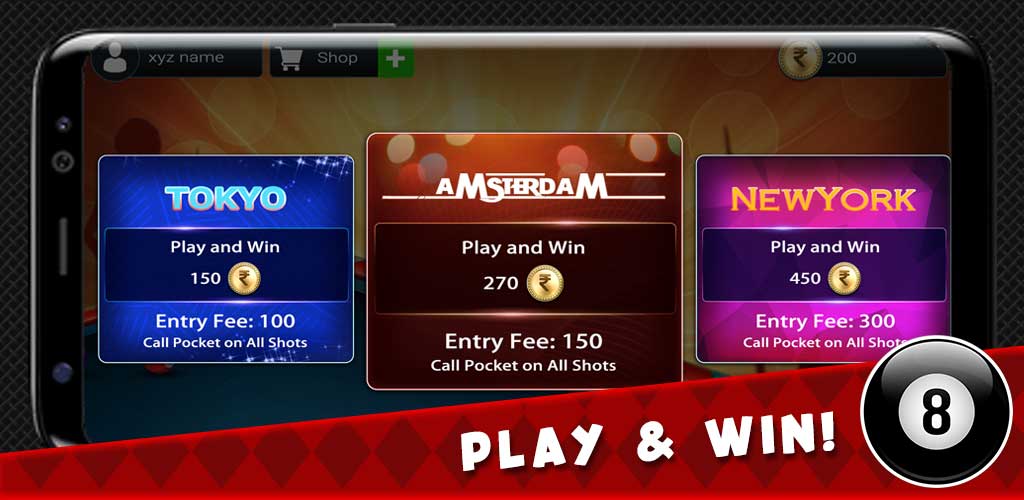 xyz name
Shop
₹ 200
TOKYO
Play and Win
150 ₹
Entry Fee: 100
Call Pocket on All Shots
AMSTERDAM
Play and Win
270 ₹
Entry Fee: 150
Call Pocket on All Shots
NEWYORK
Play and Win
450 ₹
Entry Fee: 300
Call Pocket on All Shots
PLAY & WIN!
8